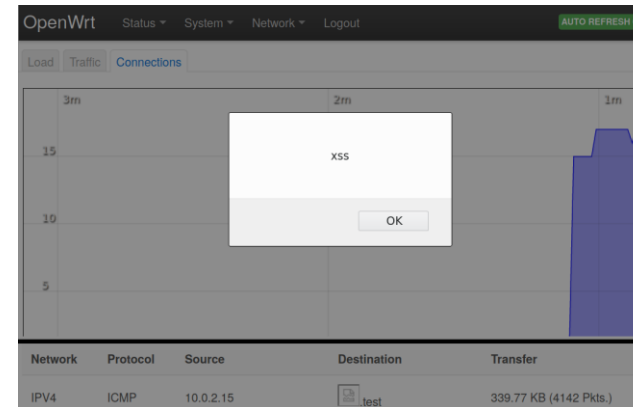 OpenWrt Status System Network Logout AUTO REFRESH
Load Traffic Connections
3m 2m 1m
15
xss
10
OK
5
Network Protocol Source Destination Transfer
IPV4 ICMP 10.0.2.15 .test 339.77 KB (4142 Pkts.)